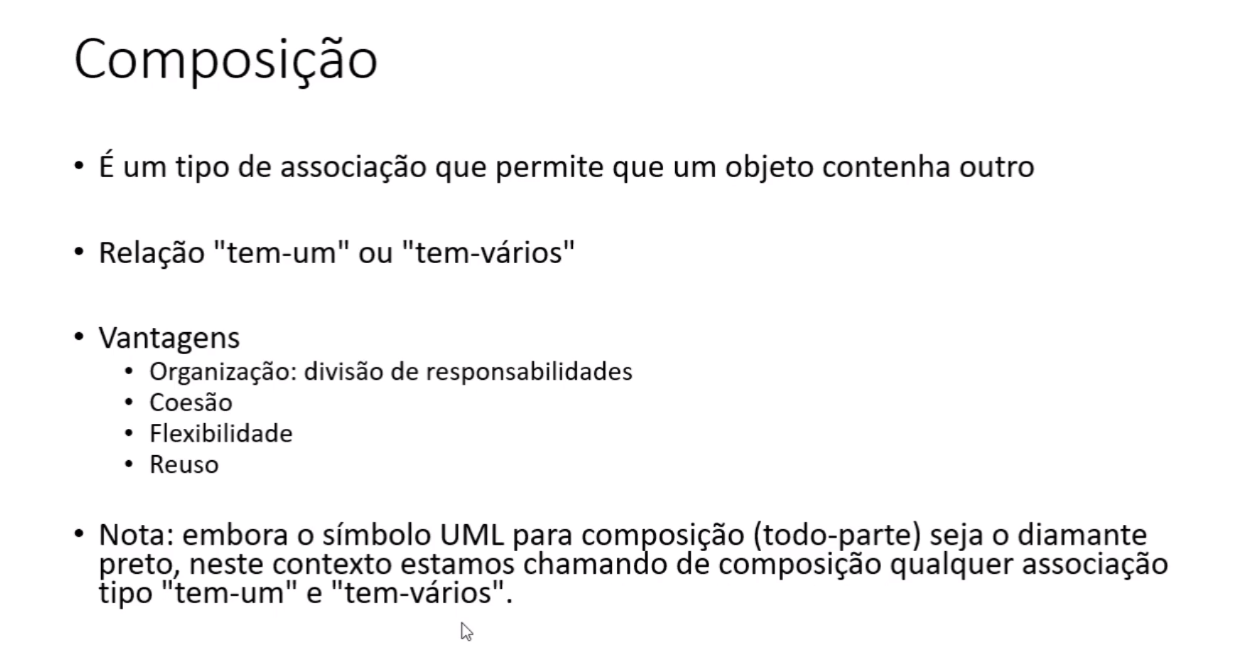 Composição
• É um tipo de associação que permite que um objeto contenha outro
• Relação "tem-um" ou "tem-vários"
• Vantagens
• Organização: divisão de responsabilidades
• Coesão
• Flexibilidade
• Reuso
• Nota: embora o símbolo UML para composição (todo-parte) seja o diamante
preto, neste contexto estamos chamando de composição qualquer associação
tipo "tem-um" e "tem-vários".